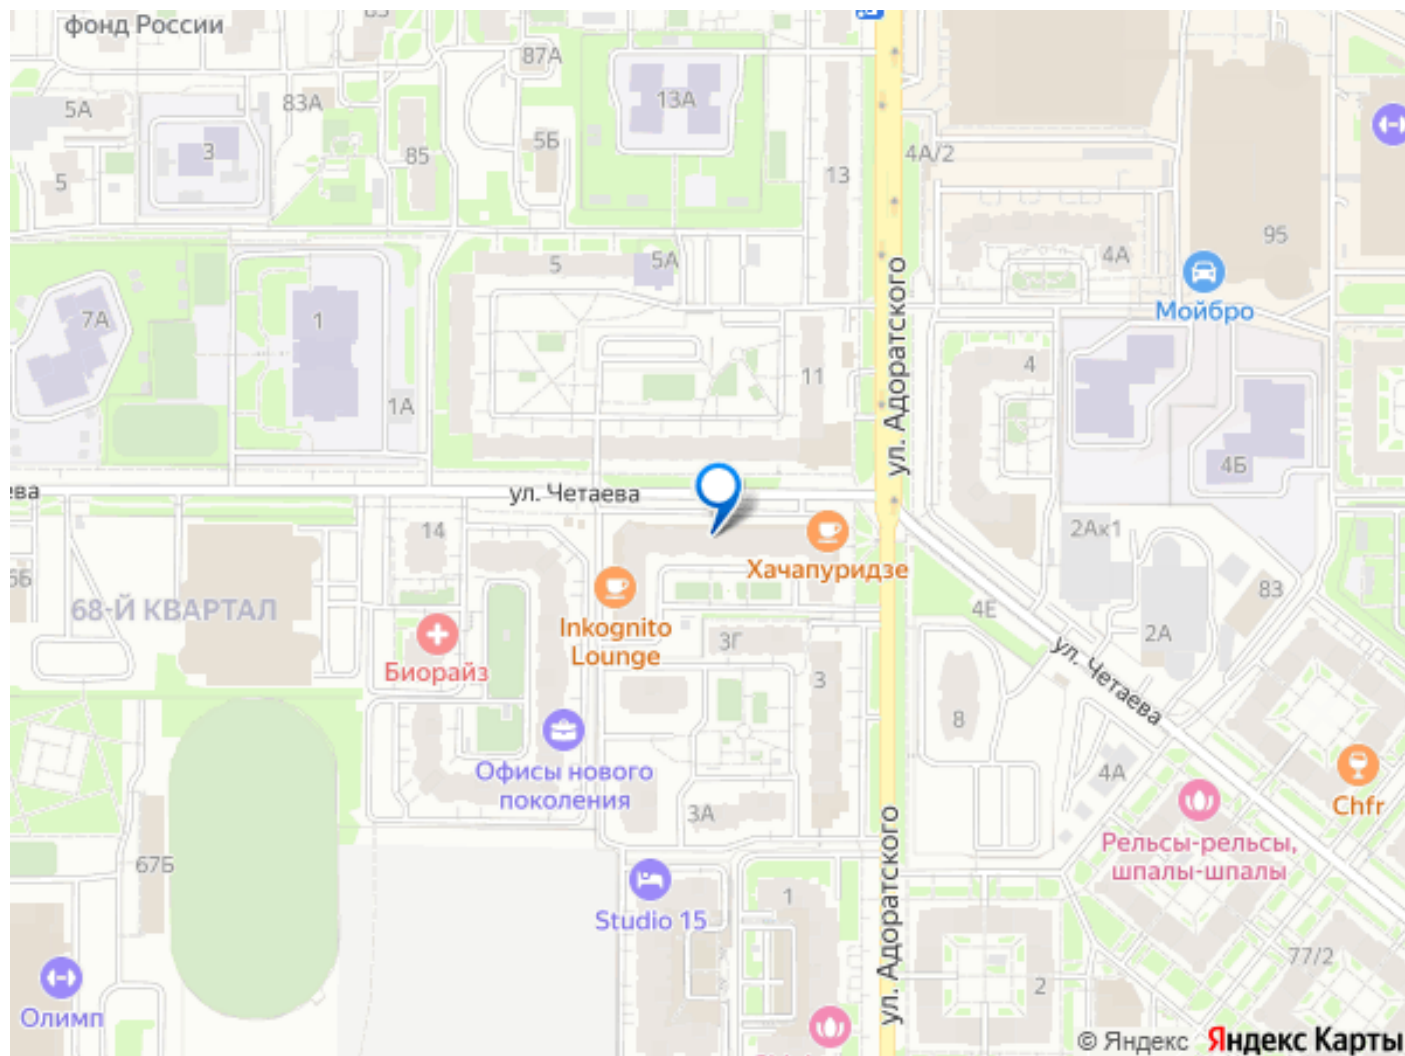 фонд России
83
87А
5А
83А
13А
3
85
5Б
4А/2
5
13
95
5
5А
4А
Мойбро
7А
1
ул. Адоратского
11
4
1А
4Б
ул. Четаева
ева
14
2Ак1
Хачапуридзе
83
68-Й КВАРТАЛ
4Е
Inkognito
Lounge
3Г
2А
ул. Четаева
Биорайз
3
8
Офисы нового
поколения
4А
Chfr
3А
Рельсы-рельсы,
шпалы-шпалы
67Б
ул. Адоратского
Studio 15
1
77/2
2
Олимп
© Яндекс Яндекс Карты